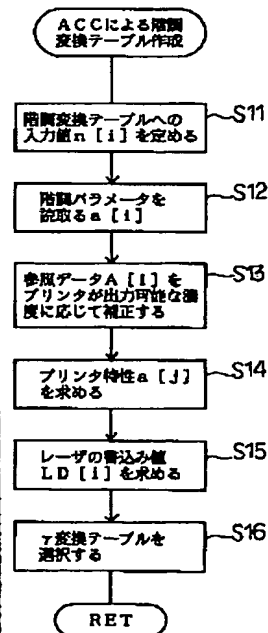 ACCによる階調
変換テーブル作成
階調変換テーブルへの
入力値n[i]を定める
S11
階調パラメータを
読取るa[i]
S12
参照データA[i]を
プリンタが出力可能な濃
度に応じて補正する
S13
プリンタ特性a[j]
を求める
S14
レーザの書込み値
LD[i]を求める
S15
γ変換テーブルを
選択する
S16
RET